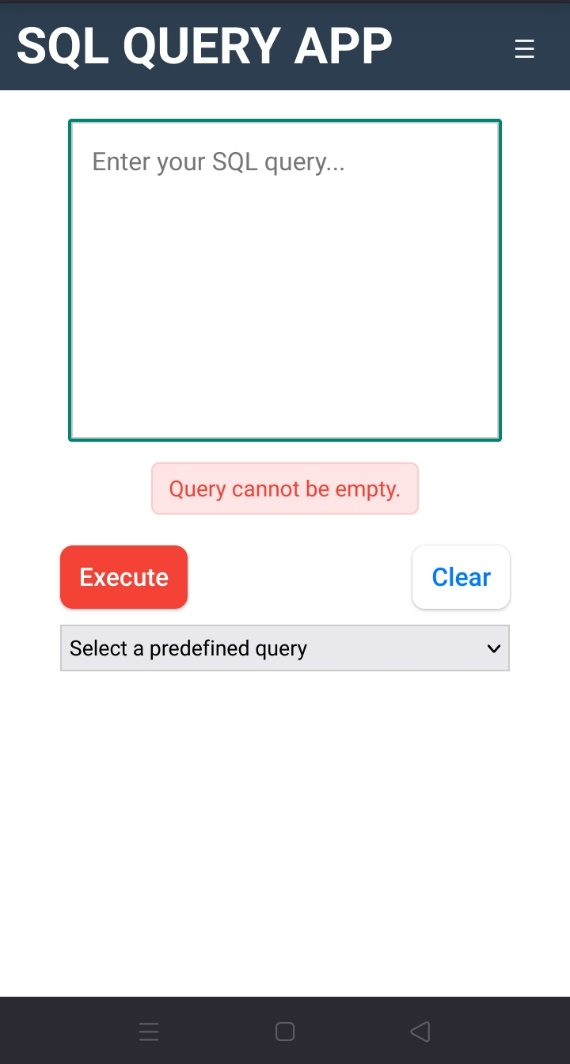 SQL QUERY APP
Enter your SQL query...
Query cannot be empty.
Execute
Clear
Select a predefined query